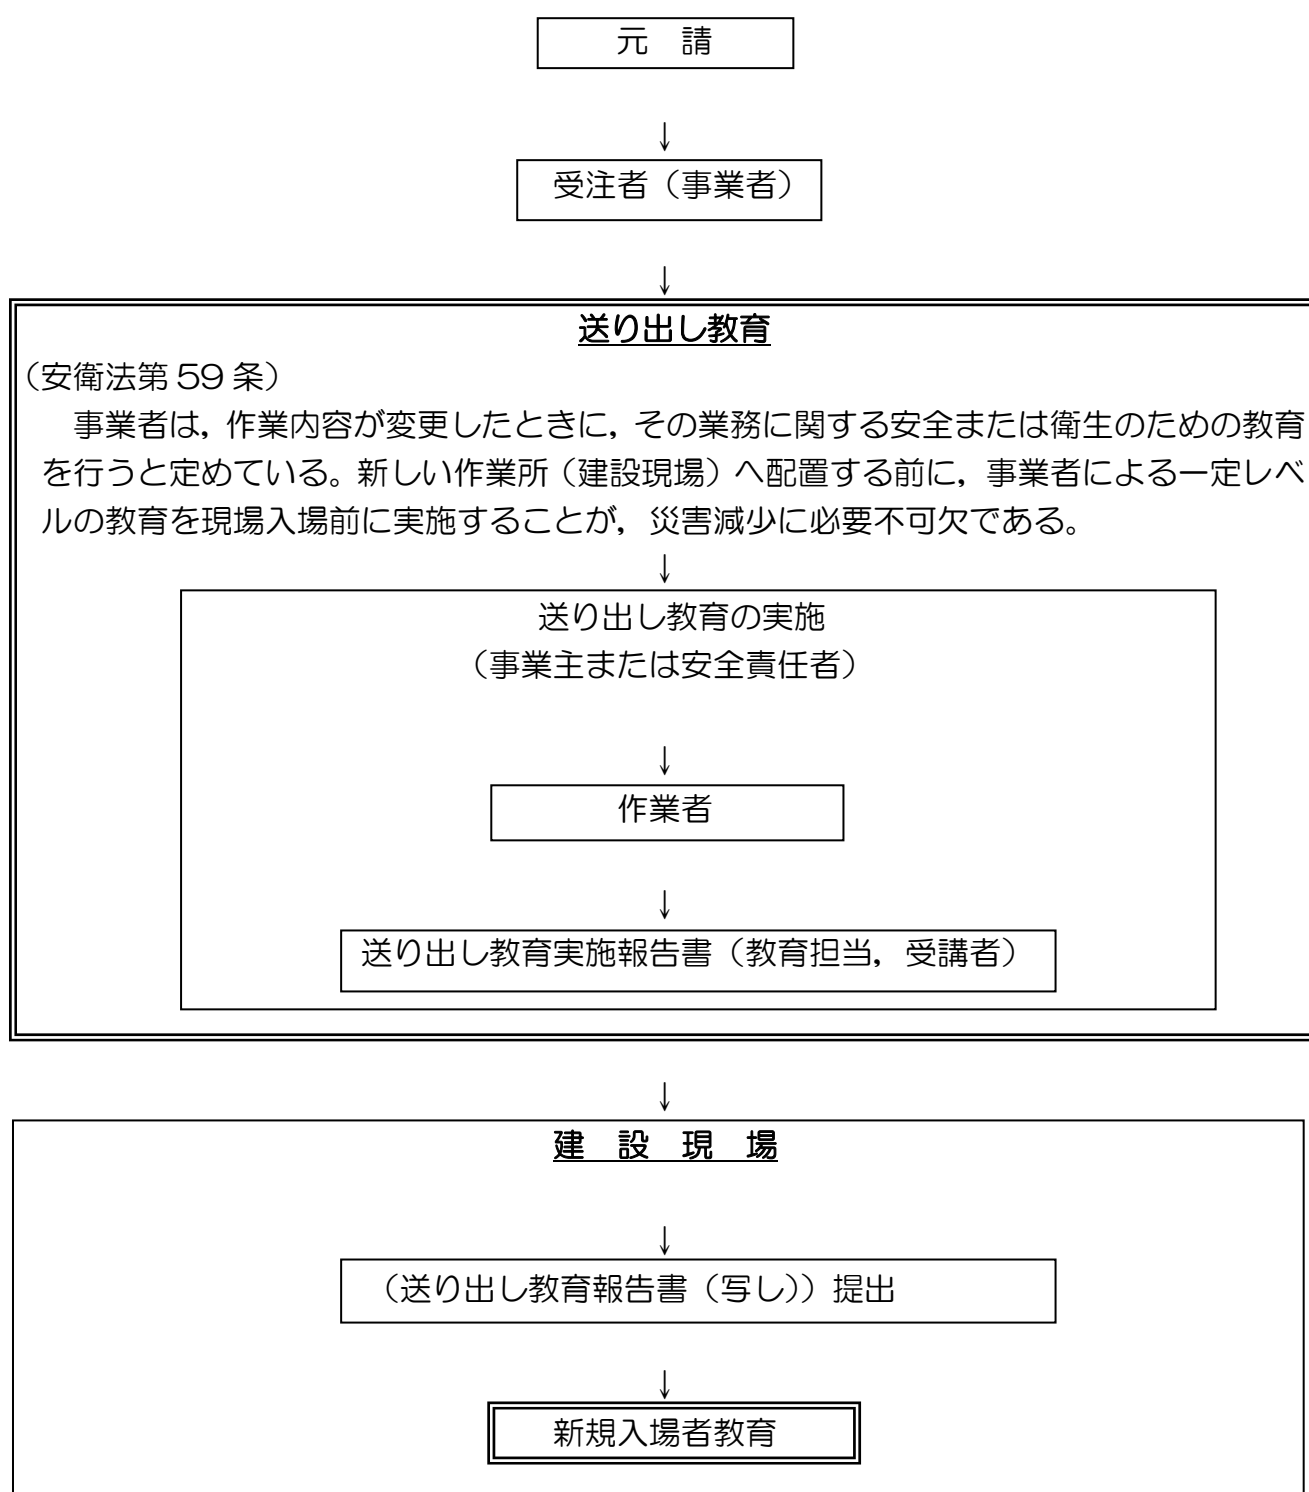 元　請
↓
受注者（事業者）
↓
送り出し教育
（安衛法第 59 条）
事業者は，作業内容が変更したときに，その業務に関する安全または衛生のための教育
を行うと定めている。新しい作業所（建設現場）へ配置する前に，事業者による一定レベ
ルの教育を現場入場前に実施することが，災害減少に必要不可欠である。
↓
送り出し教育の実施
（事業主または安全責任者）
↓
作業者
↓
送り出し教育実施報告書（教育担当，受講者）
↓
建　設　現　場
↓
（送り出し教育報告書（写し））提出
↓
新規入場者教育